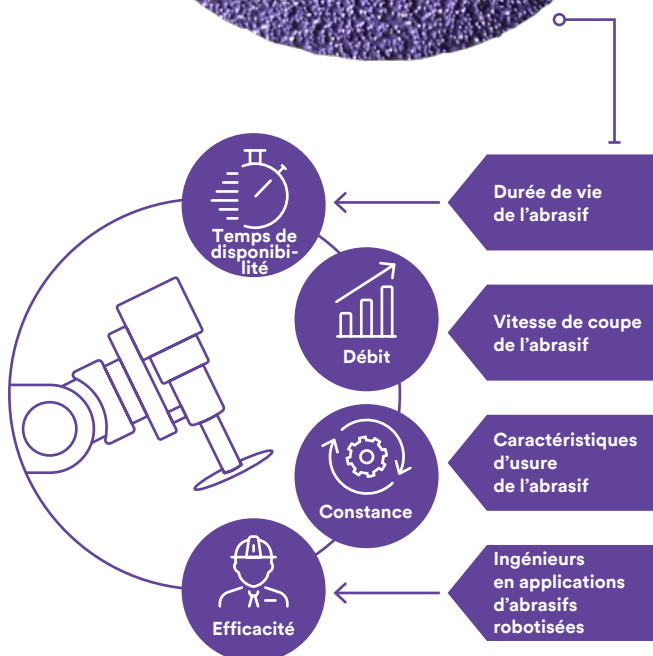 Temps de
disponibi-
lité
Durée de vie
de l'abrasif
Débit
Vitesse de coupe
de l'abrasif
Constance
Caractéristiques
d'usure
de l'abrasif
Efficacité
Ingénieurs
en applications
d'abrasifs
robotisées